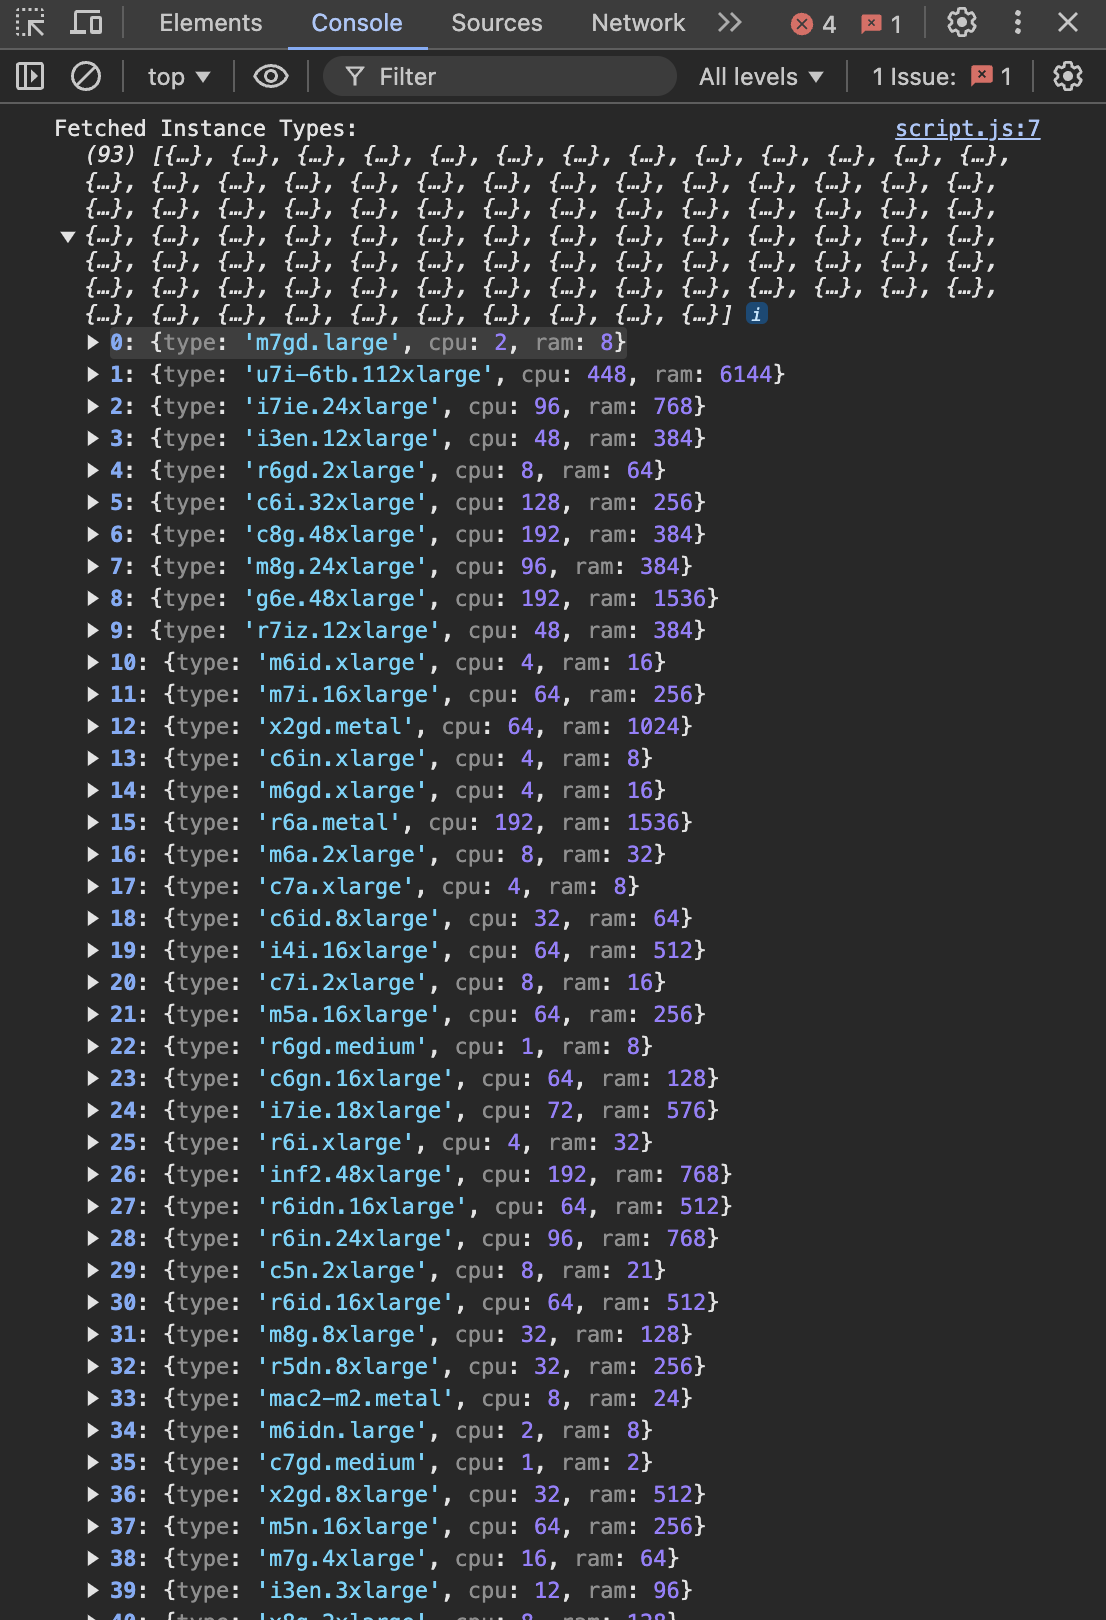 Elements Console Sources Network 4 1
top Filter All levels 1 Issue: 1
Fetched Instance Types: script.js:7
(93) [{…}, {…}, {…}, {…}, {…}, {…}, {…}, {…}, {…}, {…}, {…}, {…}, {…},
{…}, {…}, {…}, {…}, {…}, {…}, {…}, {…}, {…}, {…}, {…}, {…}, {…}, {…},
{…}, {…}, {…}, {…}, {…}, {…}, {…}, {…}, {…}, {…}, {…}, {…}, {…}, {…},
{…}, {…}, {…}, {…}, {…}, {…}, {…}, {…}, {…}, {…}, {…}, {…}, {…}, {…},
{…}, {…}, {…}, {…}, {…}, {…}, {…}, {…}, {…}, {…}, {…}, {…}, {…}, {…},
{…}, {…}, {…}, {…}, {…}, {…}, {…}, {…}, {…}, {…}, {…}, {…}, {…}, {…},
{…}, {…}, {…}, {…}, {…}, {…}, {…}, {…}, {…}, {…}] i
0: {type: 'm7gd.large', cpu: 2, ram: 8}
1: {type: 'u7i-6tb.112xlarge', cpu: 448, ram: 6144}
2: {type: 'i7ie.24xlarge', cpu: 96, ram: 768}
3: {type: 'i3en.12xlarge', cpu: 48, ram: 384}
4: {type: 'r6gd.2xlarge', cpu: 8, ram: 64}
5: {type: 'c6i.32xlarge', cpu: 128, ram: 256}
6: {type: 'c8g.48xlarge', cpu: 192, ram: 384}
7: {type: 'm8g.24xlarge', cpu: 96, ram: 384}
8: {type: 'g6e.48xlarge', cpu: 192, ram: 1536}
9: {type: 'r7iz.12xlarge', cpu: 48, ram: 384}
10: {type: 'm6id.xlarge', cpu: 4, ram: 16}
11: {type: 'm7i.16xlarge', cpu: 64, ram: 256}
12: {type: 'x2gd.metal', cpu: 64, ram: 1024}
13: {type: 'c6in.xlarge', cpu: 4, ram: 8}
14: {type: 'm6gd.xlarge', cpu: 4, ram: 16}
15: {type: 'r6a.metal', cpu: 192, ram: 1536}
16: {type: 'm6a.2xlarge', cpu: 8, ram: 32}
17: {type: 'c7a.xlarge', cpu: 4, ram: 8}
18: {type: 'c6id.8xlarge', cpu: 32, ram: 64}
19: {type: 'i4i.16xlarge', cpu: 64, ram: 512}
20: {type: 'c7i.2xlarge', cpu: 8, ram: 16}
21: {type: 'm5a.16xlarge', cpu: 64, ram: 256}
22: {type: 'r6gd.medium', cpu: 1, ram: 8}
23: {type: 'c6gn.16xlarge', cpu: 64, ram: 128}
24: {type: 'i7ie.18xlarge', cpu: 72, ram: 576}
25: {type: 'r6i.xlarge', cpu: 4, ram: 32}
26: {type: 'inf2.48xlarge', cpu: 192, ram: 768}
27: {type: 'r6idn.16xlarge', cpu: 64, ram: 512}
28: {type: 'r6in.24xlarge', cpu: 96, ram: 768}
29: {type: 'c5n.2xlarge', cpu: 8, ram: 21}
30: {type: 'r6id.16xlarge', cpu: 64, ram: 512}
31: {type: 'm8g.8xlarge', cpu: 32, ram: 128}
32: {type: 'r5dn.8xlarge', cpu: 32, ram: 256}
33: {type: 'mac2-m2.metal', cpu: 8, ram: 24}
34: {type: 'm6idn.large', cpu: 2, ram: 8}
35: {type: 'c7gd.medium', cpu: 1, ram: 2}
36: {type: 'x2gd.8xlarge', cpu: 32, ram: 512}
37: {type: 'm5n.16xlarge', cpu: 64, ram: 256}
38: {type: 'm7g.4xlarge', cpu: 16, ram: 64}
39: {type: 'i3en.3xlarge', cpu: 12, ram: 96}